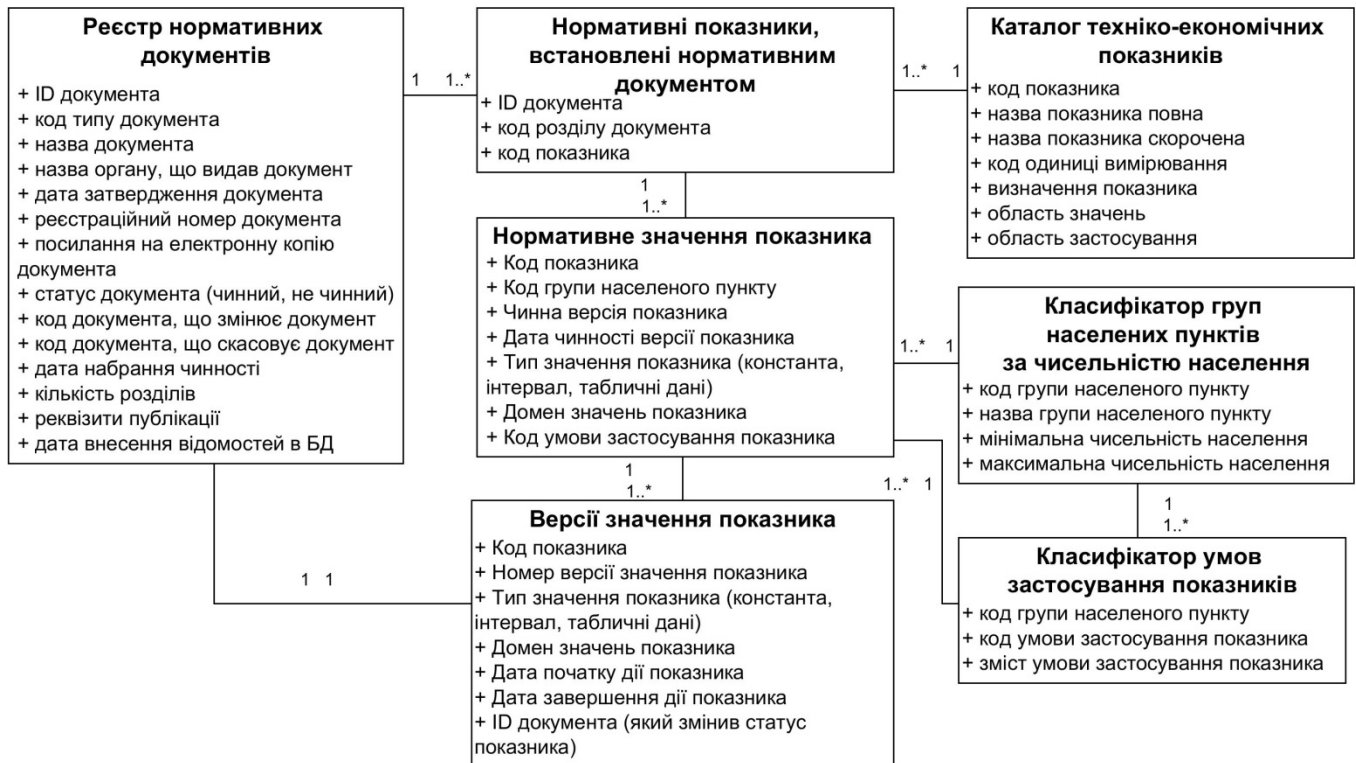 Реєстр нормативних
документів
+ ID документа
+ код типу документа
+ назва документа
+ назва органу, що видав документ
+ дата затвердження документа
+ реєстраційний номер документа
+ посилання на електронну копію
документа
+ статус документа (чинний, не чинний)
+ код документа, що змінює документ
+ код документа, що скасовує документ
+ дата набрання чинності
+ кількість розділів
+ реквізити публікації
+ дата внесення відомостей в БД
1 1..*
Нормативні показники,
встановлені нормативним
документом
+ ID документа
+ код розділу документа
+ код показника
1..* 1
Каталог техніко-економічних
показників
+ код показника
+ назва показника повна
+ назва показника скорочена
+ код одиниці вимірювання
+ визначення показника
+ область значень
+ область застосування
1
1..*
Нормативне значення показника
+ Код показника
+ Код групи населеного пункту
+ Чинна версія показника
+ Дата чинності версії показника
+ Тип значення показника (константа,
інтервал, табличні дані)
+ Домен значень показника
+ Код умови застосування показника
1..* 1
Класифікатор груп
населених пунктів
за чисельністю населення
+ код групи населеного пункту
+ назва групи населеного пункту
+ мінімальна чисельність населення
+ максимальна чисельність населення
1
1..*
1..* 1
1
1..*
Версії значення показника
+ Код показника
+ Номер версії значення показника
+ Тип значення показника (константа,
інтервал, табличні дані)
+ Домен значень показника
+ Дата початку дії показника
+ Дата завершення дії показника
+ ID документа (який змінив статус
показника)
1 1
Класифікатор умов
застосування показників
+ код групи населеного пункту
+ код умови застосування показника
+ зміст умови застосування показника